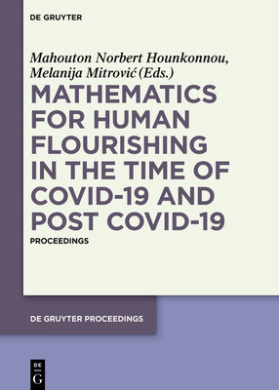 DE GRUYTER
Mahouton Norbert Hounkonnou,
Melanija Mitrović (Eds.)
MATHEMATICS
FOR HUMAN
FLOURISHING
IN THE TIME OF
COVID-19 AND
POST COVID-19
PROCEEDINGS
DE GRUYTER PROCEEDINGS
DE
G